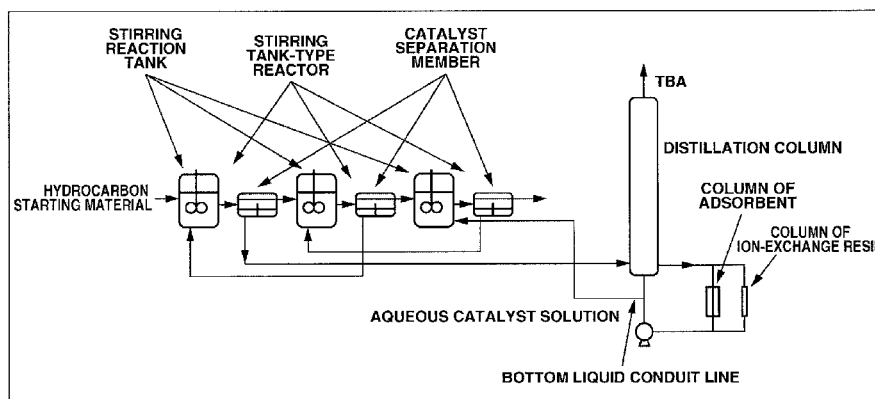 STIRRING
REACTION
TANK
STIRRING
TANK-TYPE
REACTOR
CATALYST
SEPARATION
MEMBER
TBA
DISTILLATION COLUMN
HYDROCARBON
STARTING MATERIAL
COLUMN OF
ADSORBENT
COLUMN OF
ION-EXCHANGE RESI
AQUEOUS CATALYST SOLUTION
BOTTOM LIQUID CONDUIT LINE